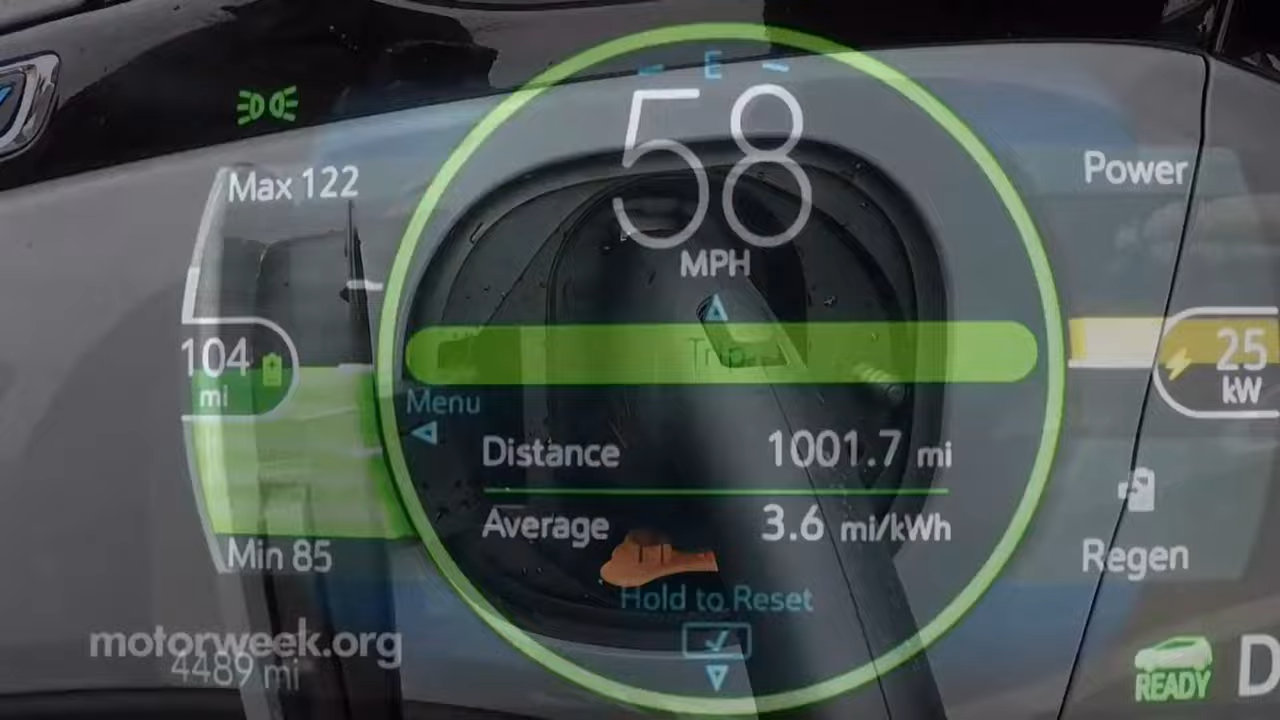 E
58
MPH
Max 122
Power
104
mi
Trip
25
kW
Menu
Distance 1001.7 mi
Average 3.6 mi/kWh
Min 85
Regen
Hold to Reset
motorweek.org
4489 mi
READY
D